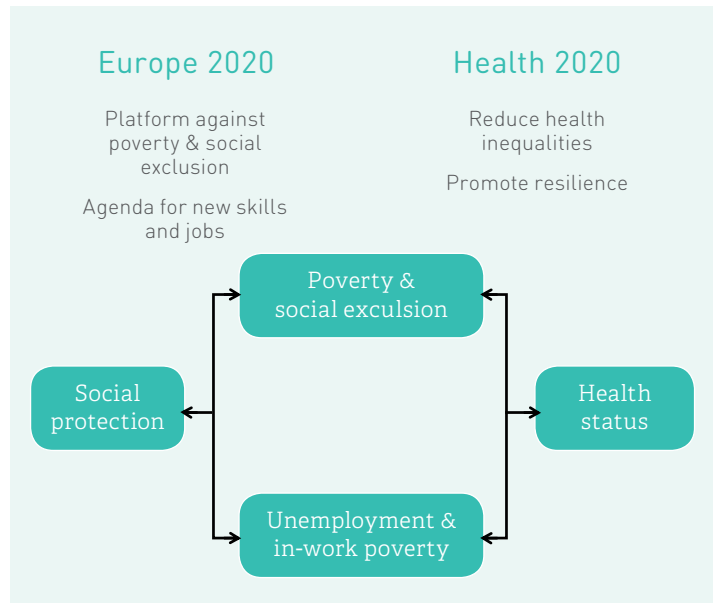 Europe 2020
Platform against
poverty & social
exclusion
Agenda for new skills
and jobs
Health 2020
Reduce health
inequalities
Promote resilience
Poverty &
social exculsion
Social
protection
Health
status
Unemployment &
in-work poverty